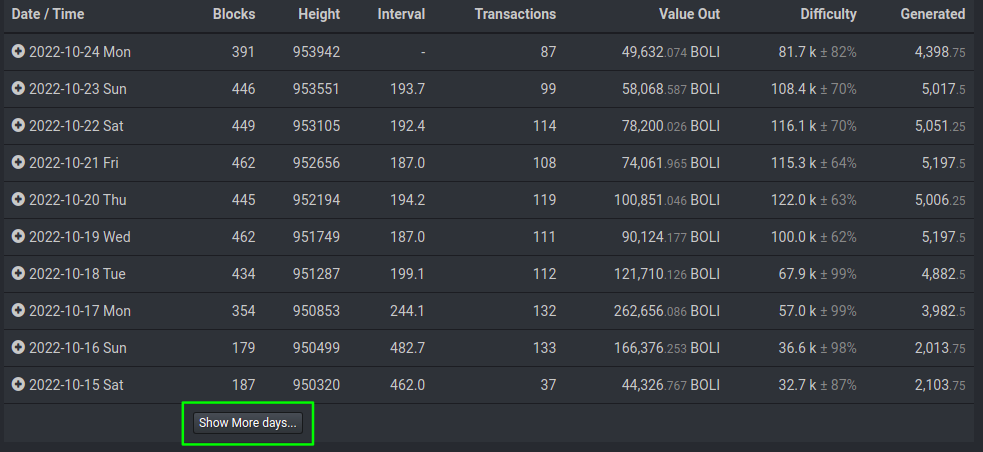 Date / Time Blocks Height Interval Transactions Value Out Difficulty Generated
2022-10-24 Mon 391 953942 - 87 49,632.074 BOLI 81.7 k ± 82% 4,398.75
2022-10-23 Sun 446 953551 193.7 99 58,068.587 BOLI 108.4 k ± 70% 5,017.5
2022-10-22 Sat 449 953105 192.4 114 78,200.026 BOLI 116.1 k ± 70% 5,051.25
2022-10-21 Fri 462 952656 187.0 108 74,061.965 BOLI 115.3 k ± 64% 5,197.5
2022-10-20 Thu 445 952194 194.2 119 100,851.046 BOLI 122.0 k ± 63% 5,006.25
2022-10-19 Wed 462 951749 187.0 111 90,124.177 BOLI 100.0 k ± 62% 5,197.5
2022-10-18 Tue 434 951287 199.1 112 121,710.126 BOLI 67.9 k ± 99% 4,882.5
2022-10-17 Mon 354 950853 244.1 132 262,656.086 BOLI 57.0 k ± 99% 3,982.5
2022-10-16 Sun 179 950499 482.7 133 166,376.253 BOLI 36.6 k ± 98% 2,013.75
2022-10-15 Sat 187 950320 462.0 37 44,326.767 BOLI 32.7 k ± 87% 2,103.75
Show More days...